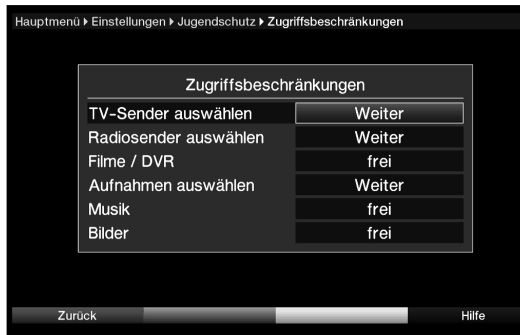 Hauptmenü ▸ Einstellungen ▸ Jugendschutz ▸ Zugriffsbeschränkungen
Zugriffsbeschränkungen
TV-Sender auswählen Weiter
Radiosender auswählen Weiter
Filme / DVR frei
Aufnahmen auswählen Weiter
Musik frei
Bilder frei
Zurück Hilfe